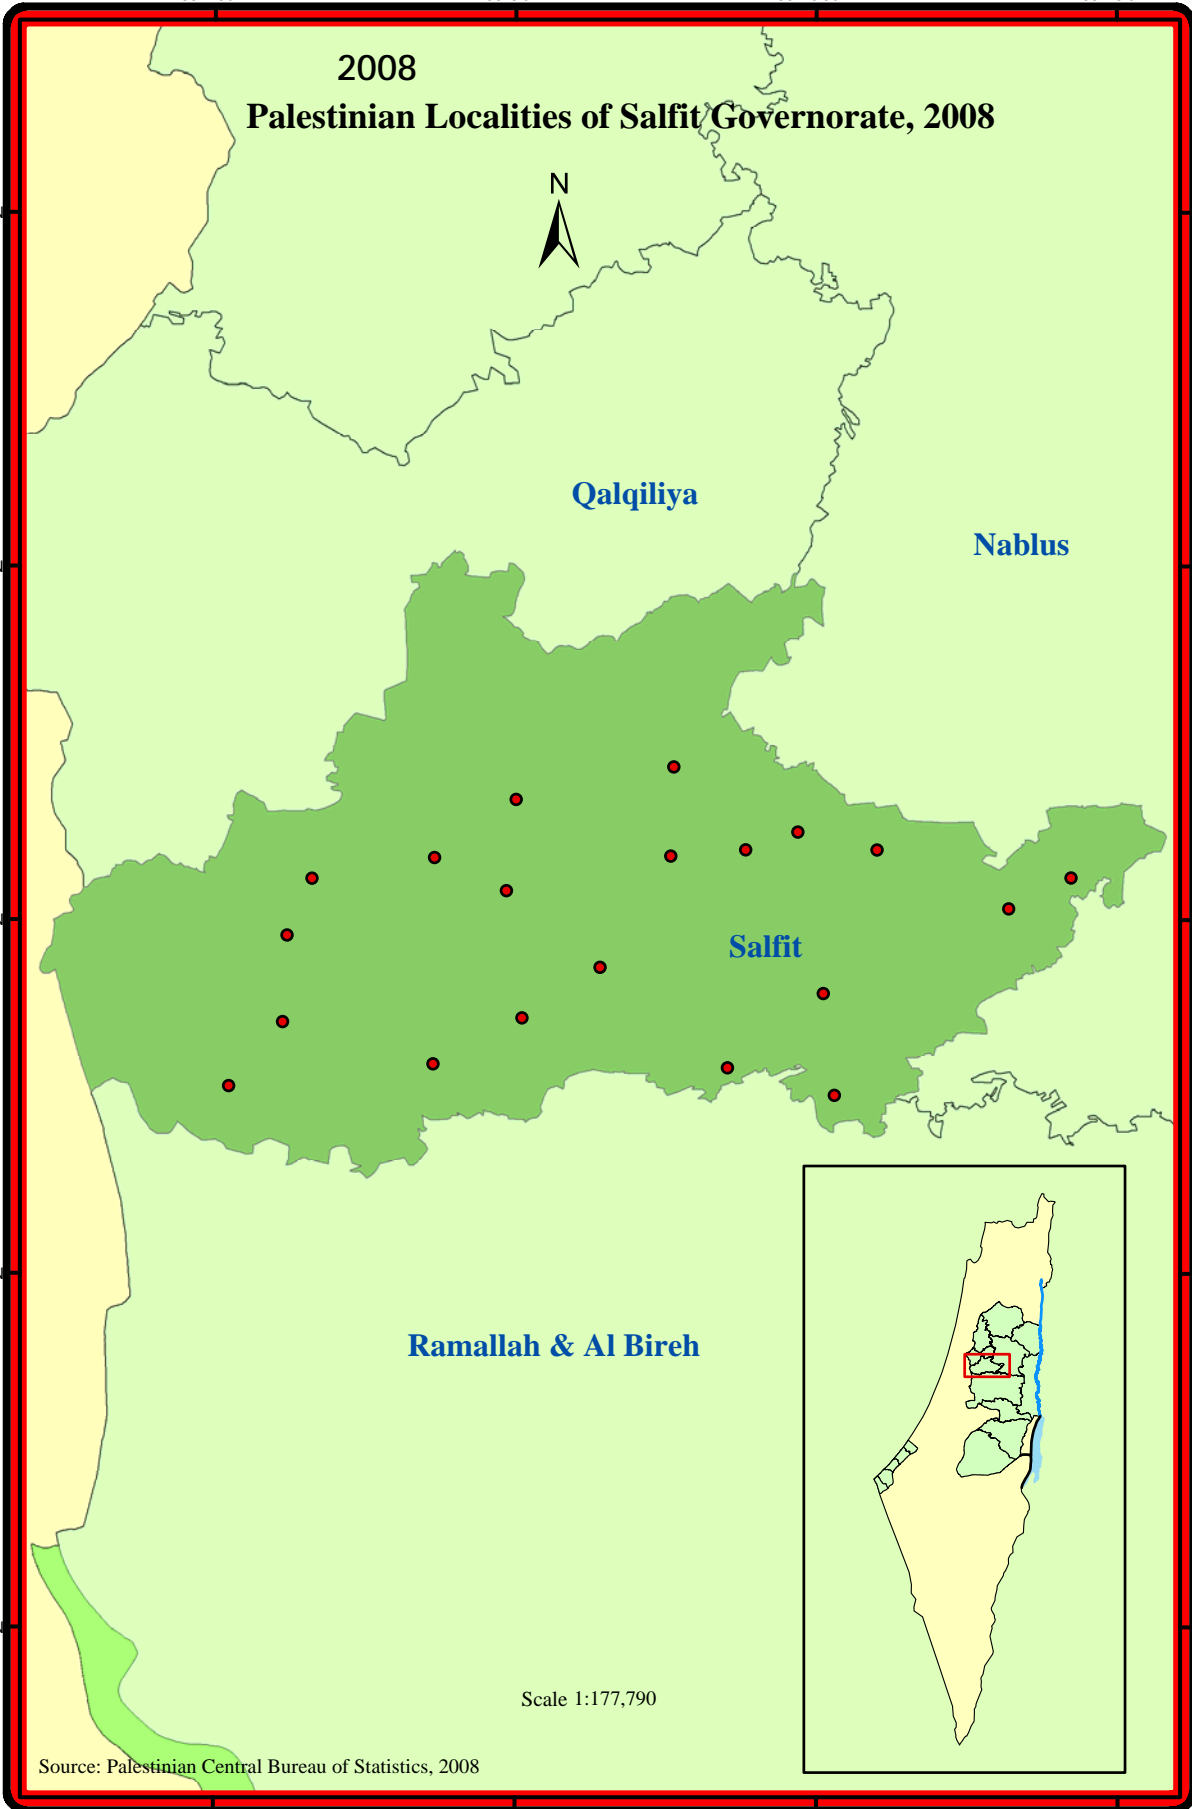 2008
Palestinian Localities of Salfit Governorate, 2008
N
Qalqiliya
Nablus
Salfit
Ramallah & Al Bireh
Scale 1:177,790
Source: Palestinian Central Bureau of Statistics, 2008